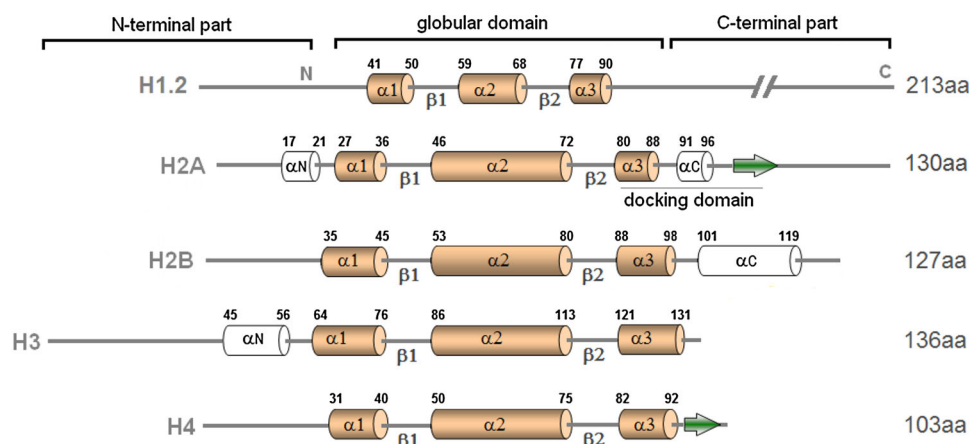 N-terminal part globular domain C-terminal part
N C
41 50 59 68 77 90
H1.2 α1 α2 α3 213aa
β1 β2
17 21 27 36 46 72 80 88 91 96
H2A αN α1 α2 α3 αC 130aa
β1 β2
docking domain
35 45 53 80 88 98 101 119
H2B α1 α2 α3 αC 127aa
β1 β2
45 56 64 76 86 113 121 131
H3 αN α1 α2 α3 136aa
β1 β2
31 40 50 75 82 92
H4 α1 α2 α3 103aa
β1 β2